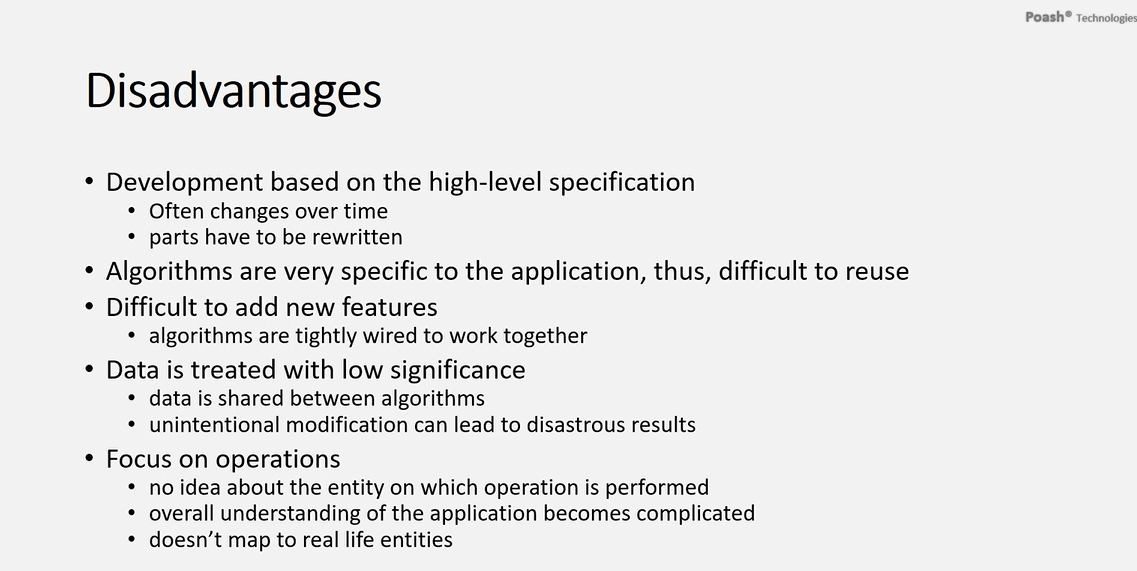 Poash® Technologies
Disadvantages
• Development based on the high-level specification
• Often changes over time
• parts have to be rewritten
• Algorithms are very specific to the application, thus, difficult to reuse
• Difficult to add new features
• algorithms are tightly wired to work together
• Data is treated with low significance
• data is shared between algorithms
• unintentional modification can lead to disastrous results
• Focus on operations
• no idea about the entity on which operation is performed
• overall understanding of the application becomes complicated
• doesn’t map to real life entities